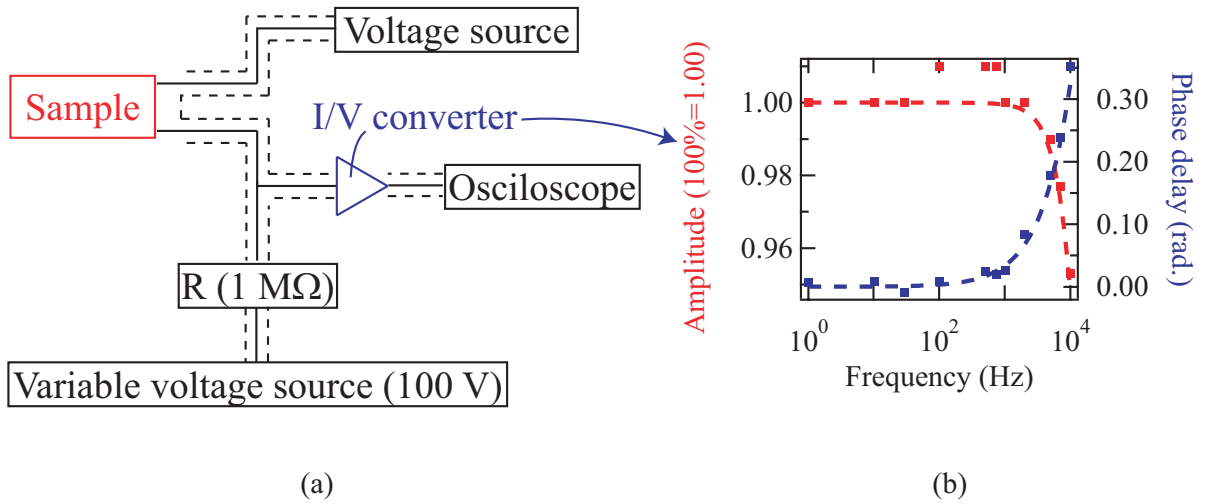 Voltage source
Sample
I/V converter
Osciloscope
R (1 MΩ)
Variable voltage source (100 V)
(a)
Amplitude (100%=1.00)
1.00
0.98
0.96
0.30
0.20
0.10
0.00
Phase delay (rad.)
10^0
10^2
10^4
Frequency (Hz)
(b)